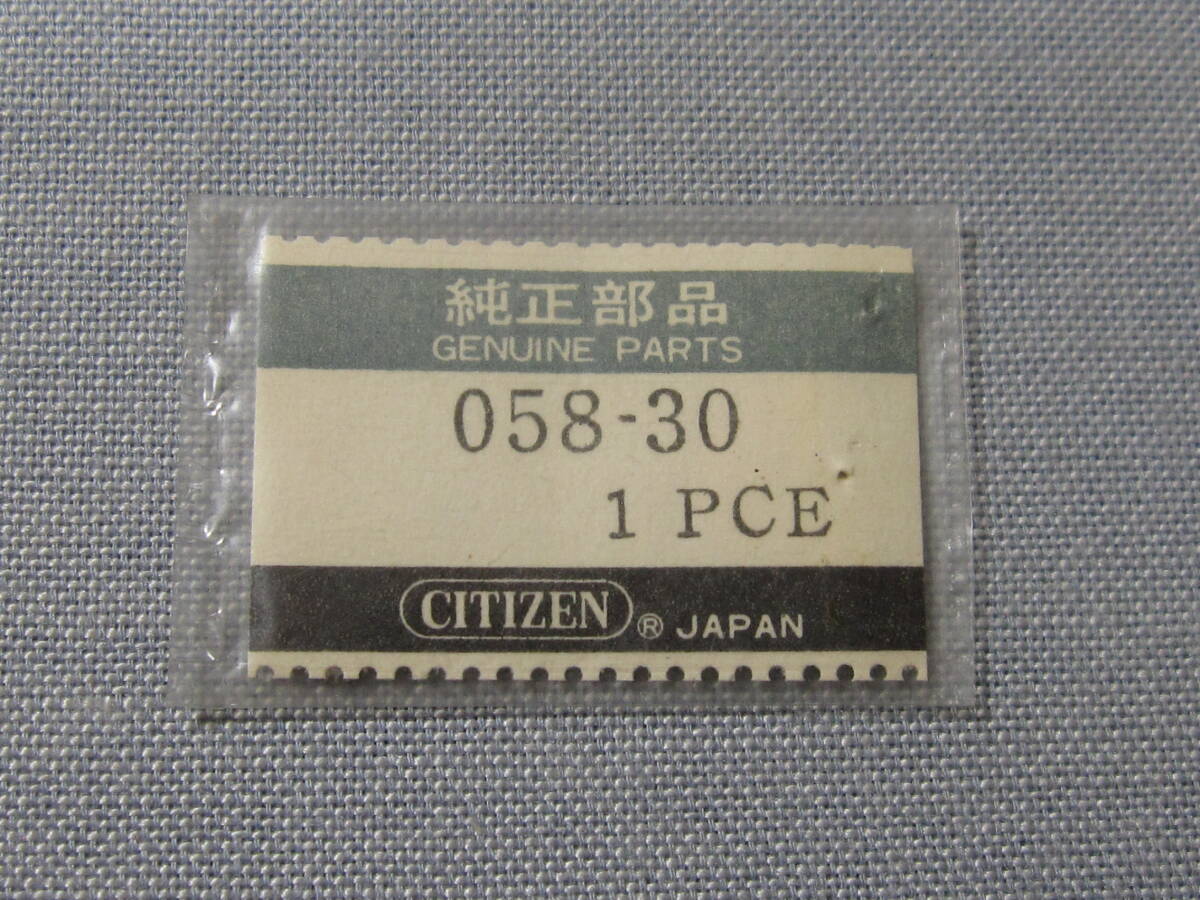 純正部品
GENUINE PARTS
058-30
1 PCE
CITIZEN ® JAPAN